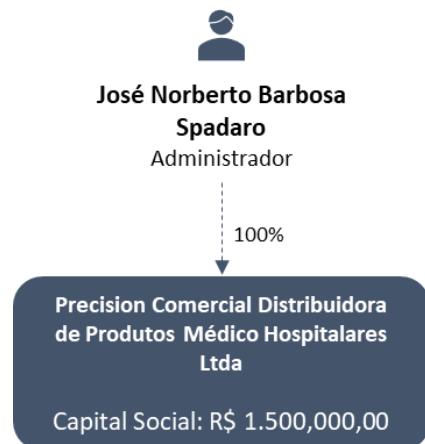 José Norberto Barbosa
Spadaro
Administrador
100%
Precision Comercial Distribuidora
de Produtos Médico Hospitalares
Ltda
Capital Social: R$ 1.500,000,00